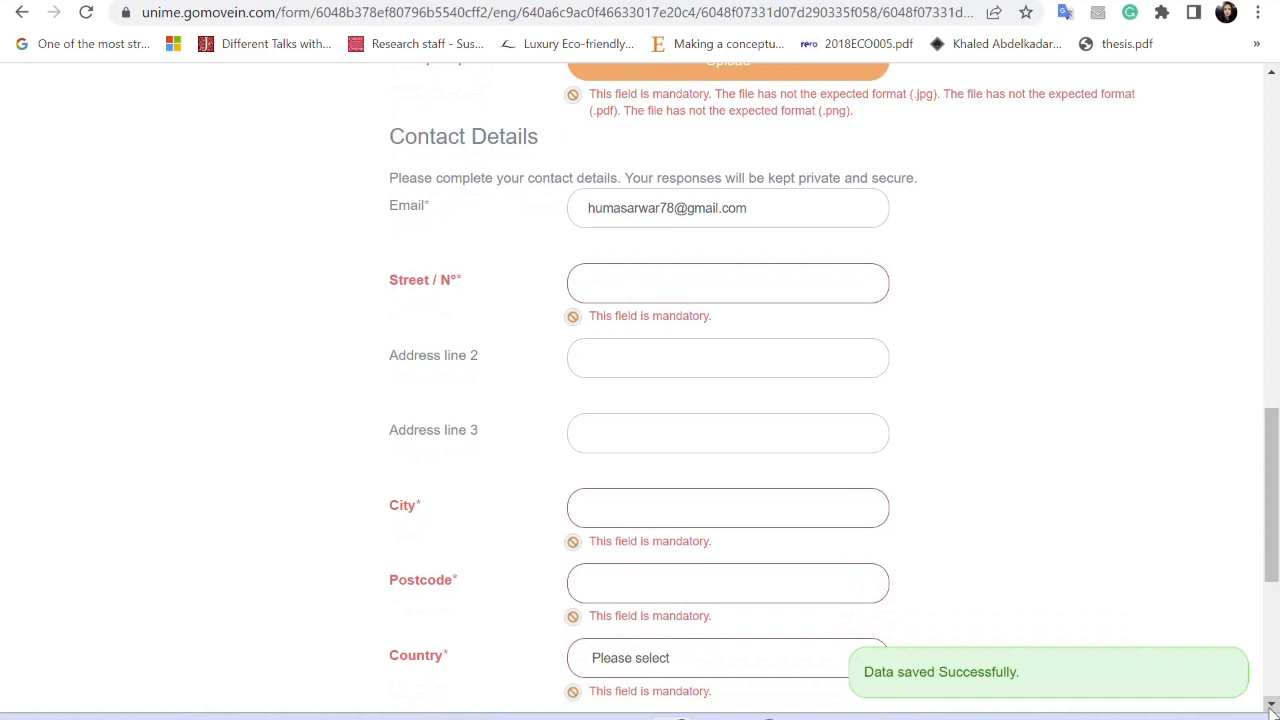 unime.gomovein.com/form/6048b378ef80796b5540cff2/eng/640a6c9ac0f46633017e20c4/6048f07331d07d290335f058/6048f07331d...
One of the most str...
Different Talks with...
Research staff - Sus...
Luxury Eco-friendly...
Making a conceptu...
rero 2018ECO005.pdf
Khaled Abdelkadar...
thesis.pdf
»
This field is mandatory. The file has not the expected format (.jpg). The file has not the expected format
(.pdf). The file has not the expected format (.png).
Contact Details
Please complete your contact details. Your responses will be kept private and secure.
Email*
humasarwar78@gmail.com
Street / Nº*
This field is mandatory.
Address line 2
Address line 3
City*
This field is mandatory.
Postcode*
This field is mandatory.
Country*
Please select
Data saved Successfully.
This field is mandatory.